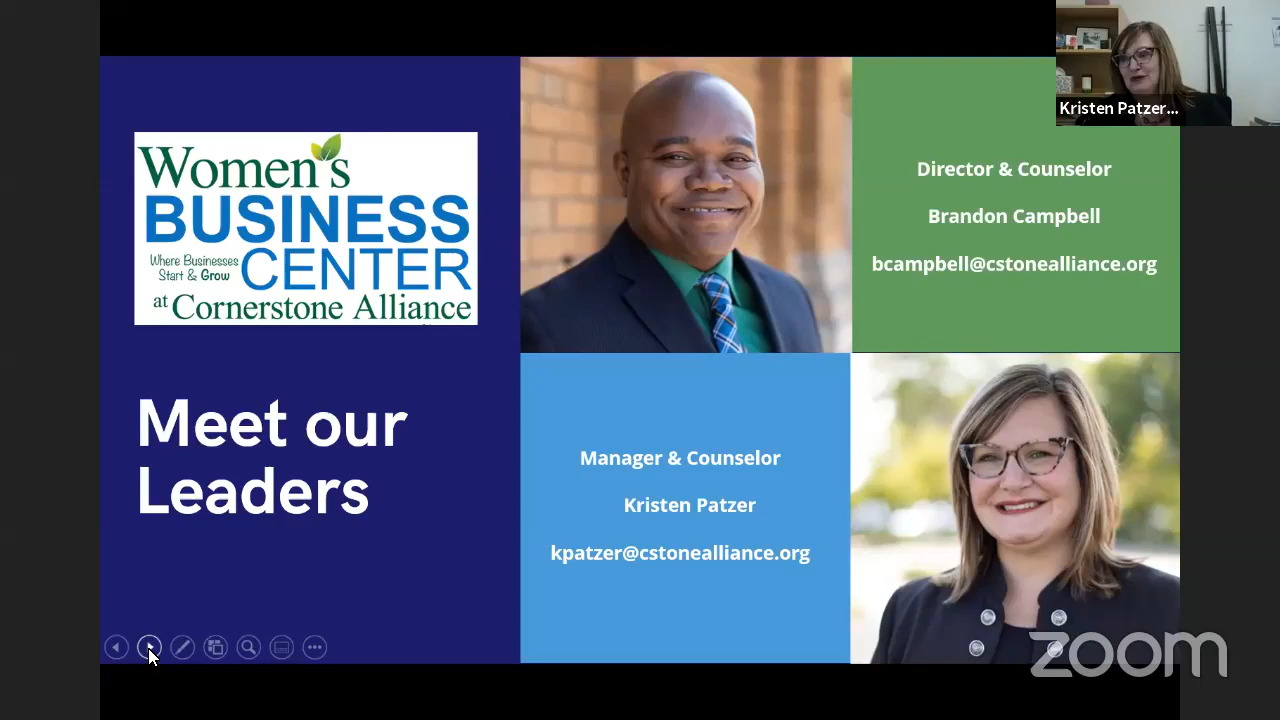 Women's
BUSINESS
Where Businesses
Start & Grow
CENTER
at Cornerstone Alliance
Meet our
Leaders
Director & Counselor
Brandon Campbell
bcampbell@cstonealliance.org
Manager & Counselor
Kristen Patzer
kpatzer@cstonealliance.org
Kristen Patzer...
zoom